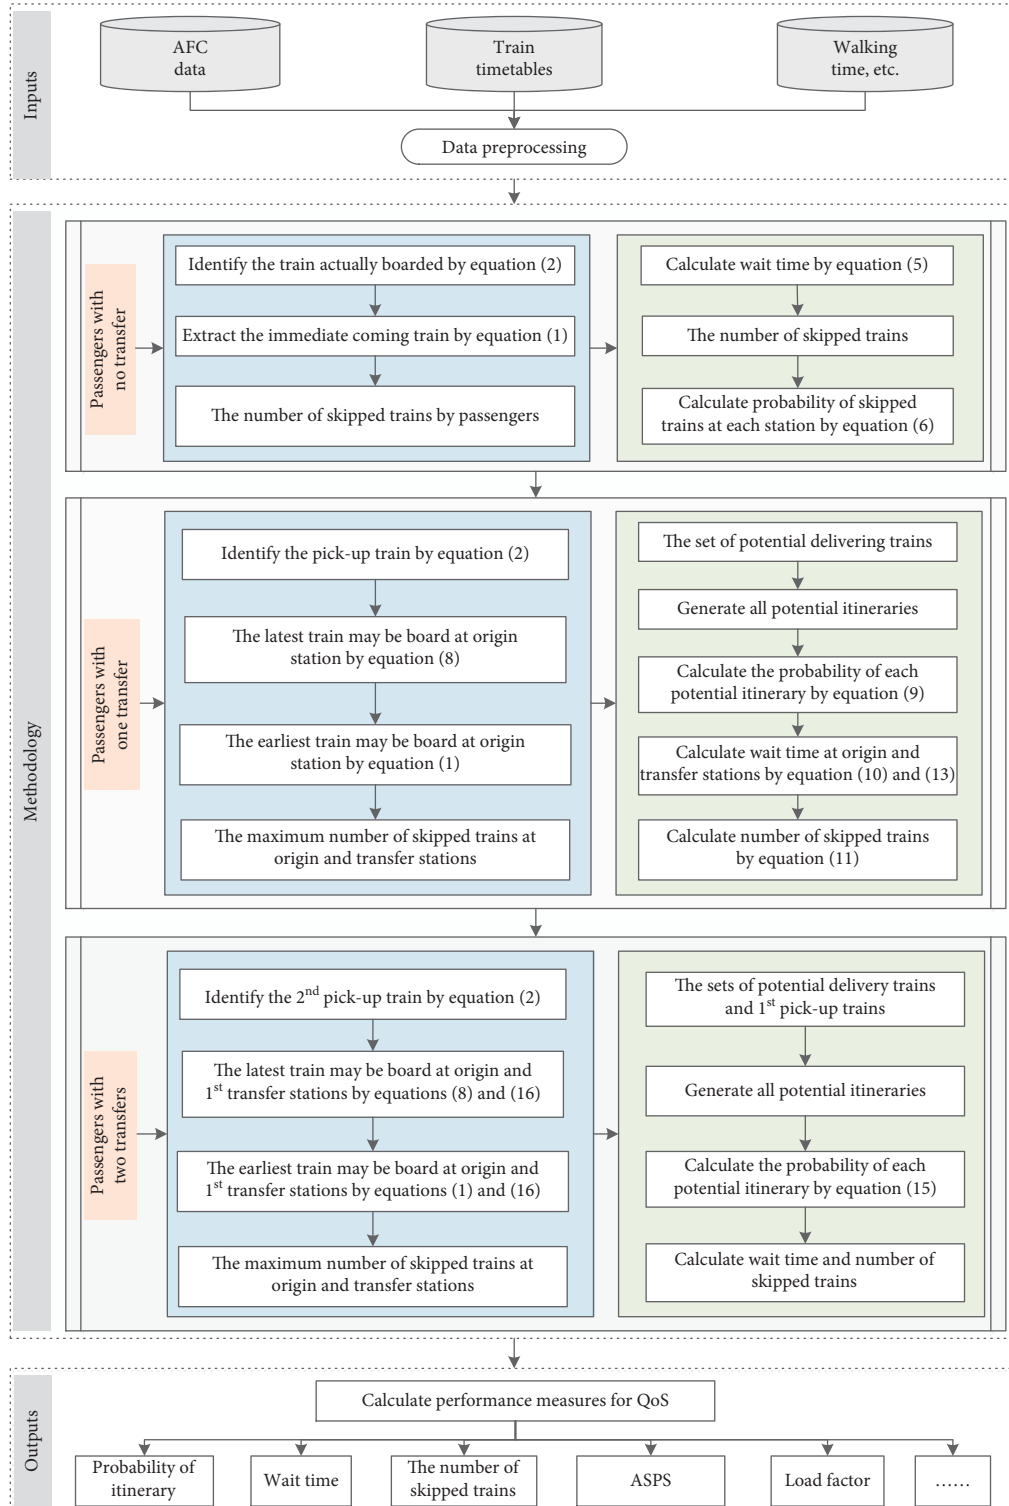 Inputs
AFC
data
Train
timetables
Walking
time, etc.
Data preprocessing
Methodology
Passengers with
no transfer
Identify the train actually boarded by equation (2)
Extract the immediate coming train by equation (1)
The number of skipped trains by passengers
Calculate wait time by equation (5)
The number of skipped trains
Calculate probability of skipped
trains at each station by equation (6)
Passengers with
one transfer
Identify the pick-up train by equation (2)
The latest train may be board at origin
station by equation (8)
The earliest train may be board at origin
station by equation (1)
The maximum number of skipped trains at
origin and transfer stations
The set of potential delivering trains
Generate all potential itineraries
Calculate the probability of each
potential itinerary by equation (9)
Calculate wait time at origin and
transfer stations by equation (10) and (13)
Calculate number of skipped trains
by equation (11)
Passengers with
two transfers
Identify the 2nd pick-up train by equation (2)
The latest train may be board at origin and
1st transfer stations by equations (8) and (16)
The earliest train may be board at origin and
1st transfer stations by equations (1) and (16)
The maximum number of skipped trains at
origin and transfer stations
The sets of potential delivery trains
and 1st pick-up trains
Generate all potential itineraries
Calculate the probability of each
potential itinerary by equation (15)
Calculate wait time and number of
skipped trains
Outputs
Calculate performance measures for QoS
Probability of
itinerary
Wait time
The number of
skipped trains
ASPS
Load factor
......